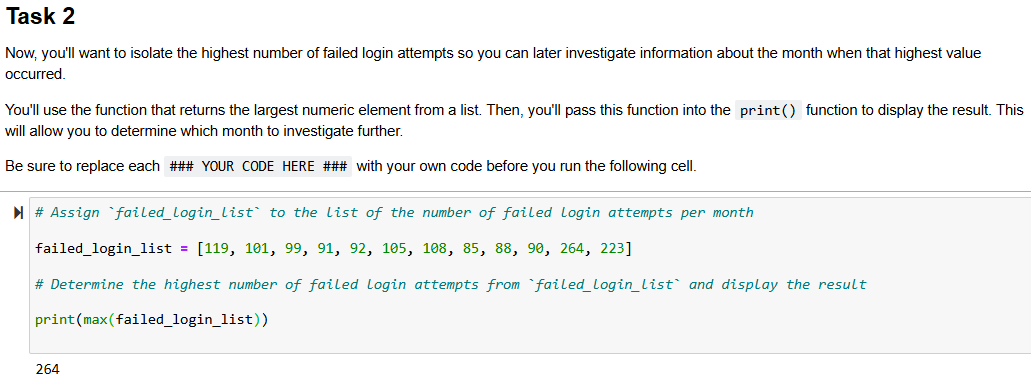 Task 2
Now, you'll want to isolate the highest number of failed login attempts so you can later investigate information about the month when that highest value
occurred.
You'll use the function that returns the largest numeric element from a list. Then, you'll pass this function into the print() function to display the result. This
will allow you to determine which month to investigate further.
Be sure to replace each ### YOUR CODE HERE ### with your own code before you run the following cell.
# Assign `failed_login_list` to the list of the number of failed login attempts per month
failed_login_list = [119, 101, 99, 91, 92, 105, 108, 85, 88, 90, 264, 223]
# Determine the highest number of failed login attempts from `failed_login_list` and display the result
print(max(failed_login_list))
264